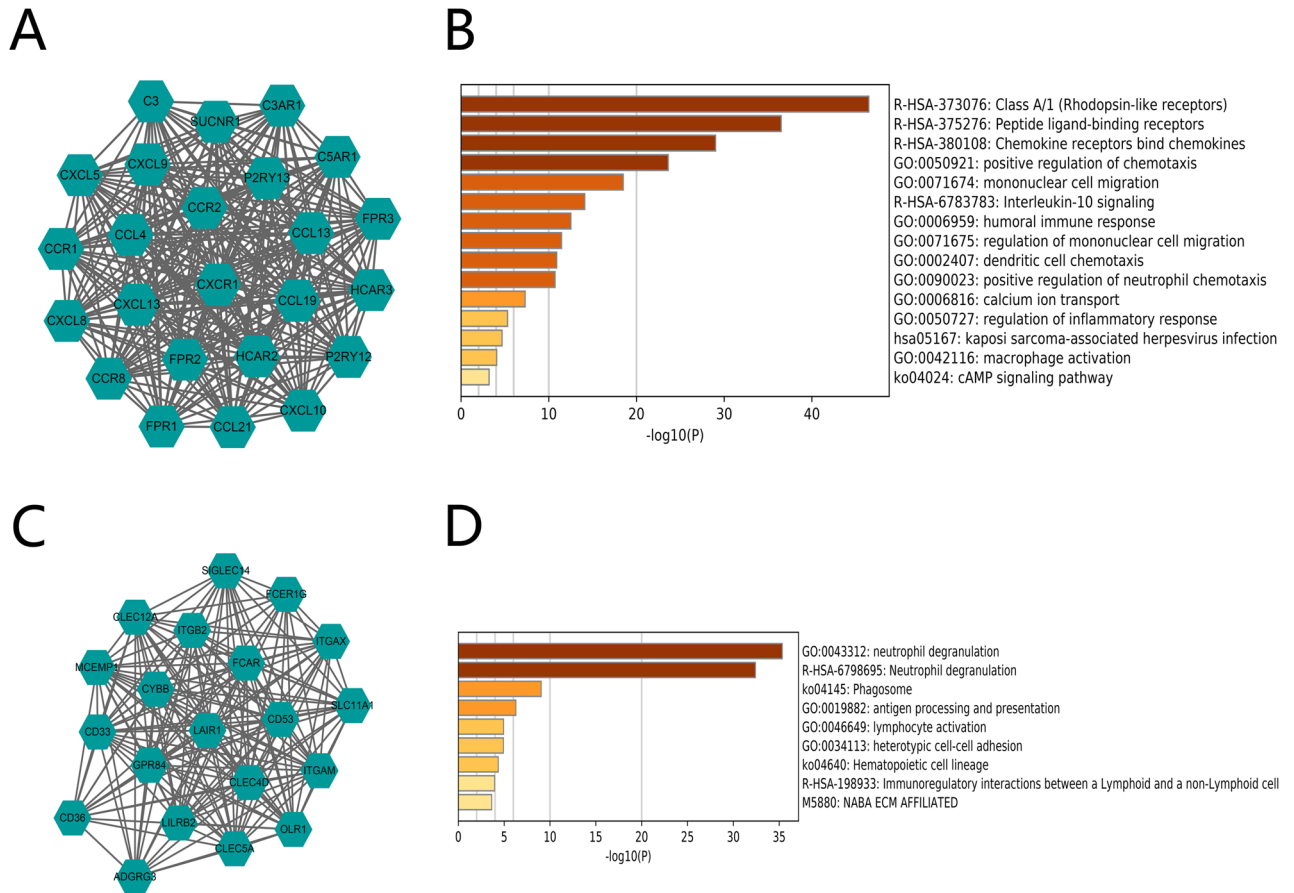 A
B
C3
C3AR1
SUCNR1
C5AR1
CXCL9
CXCL5
P2RY13
CCR2
FPR3
CCL4
CCL13
CCR1
CXCR1
HCAR3
CXCL13
CCL19
CXCL8
FPR2
HCAR2
P2RY12
CCR8
CXCL10
FPR1
CCL21
R-HSA-373076: Class A/1 (Rhodopsin-like receptors)
R-HSA-375276: Peptide ligand-binding receptors
R-HSA-380108: Chemokine receptors bind chemokines
GO:0050921: positive regulation of chemotaxis
GO:0071674: mononuclear cell migration
R-HSA-6783783: Interleukin-10 signaling
GO:0006959: humoral immune response
GO:0071675: regulation of mononuclear cell migration
GO:0002407: dendritic cell chemotaxis
GO:0090023: positive regulation of neutrophil chemotaxis
GO:0006816: calcium ion transport
GO:0050727: regulation of inflammatory response
hsa05167: kaposi sarcoma-associated herpesvirus infection
GO:0042116: macrophage activation
ko04024: cAMP signaling pathway
0 10 20 30 40
-log10(P)
C
D
SIGLEC14
FCER1G
CLEC12A
ITGB2
ITGAX
FCAR
MCEMP1
CYBB
SLC11A1
CD53
CD33
LAIR1
GPR84
ITGAM
CLEC4D
CD36
LILRB2
OLR1
CLEC5A
ADGRG3
GO:0043312: neutrophil degranulation
R-HSA-6798695: Neutrophil degranulation
ko04145: Phagosome
GO:0019882: antigen processing and presentation
GO:0046649: lymphocyte activation
GO:0034113: heterotypic cell-cell adhesion
ko04640: Hematopoietic cell lineage
R-HSA-198933: Immunoregulatory interactions between a Lymphoid and a non-Lymphoid cell
M5880: NABA ECM AFFILIATED
0 5 10 15 20 25 30 35
-log10(P)